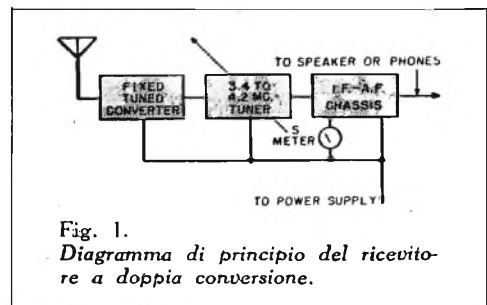 TO SPEAKER OR PHONES
FIXED
TUNED
CONVERTER
3.4 TO
4.2 MC.
TUNER
I.F.-A.F.
CHASSIS
S
METER
TO POWER SUPPLY
Fig. 1.
Diagramma di principio del ricevito-
re a doppia conversione.